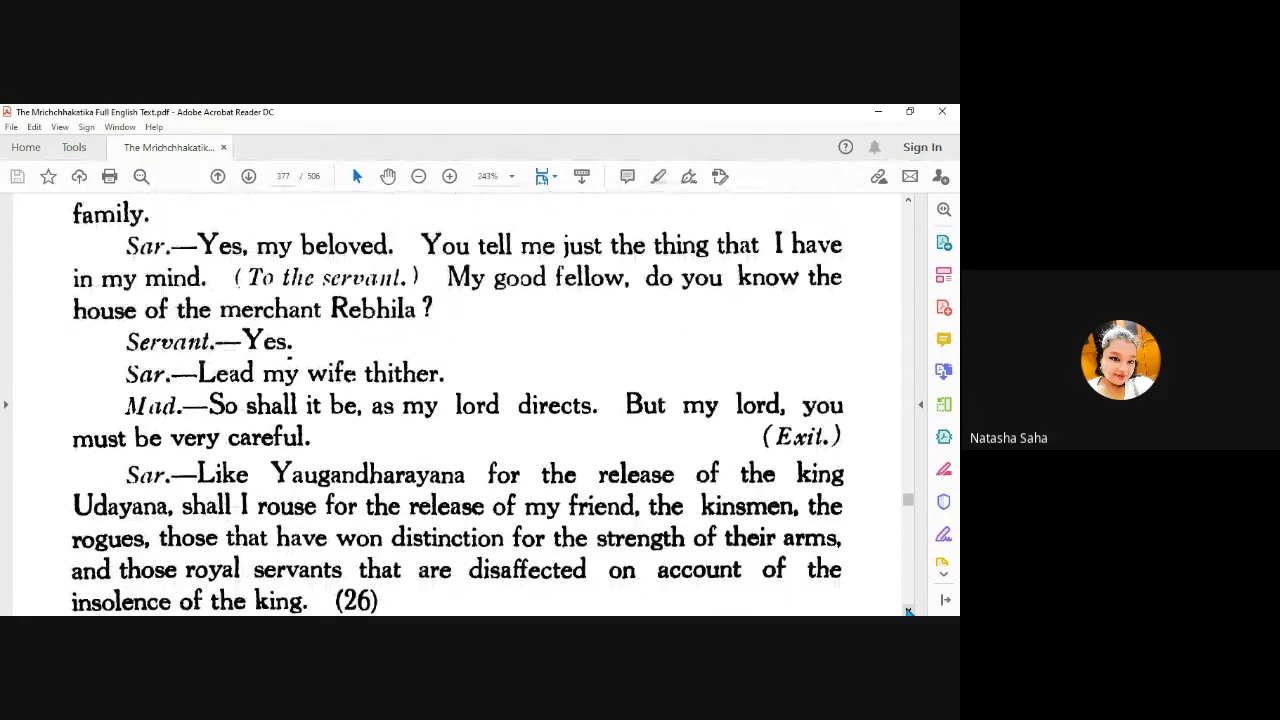 The Mrichchhakatika Full English Text.pdf - Adobe Acrobat Reader DC
File Edit View Sign Window Help
Home Tools The Mrichchhakatik... × Sign In
377 / 506 243%
family.
Sar.—Yes, my beloved. You tell me just the thing that I have
in my mind. (To the servant.) My good fellow, do you know the
house of the merchant Rebhila?
Servant.—Yes.
Sar.—Lead my wife thither.
Mad.—So shall it be, as my lord directs. But my lord, you
must be very careful. (Exit.)
Sar.—Like Yaugandharayana for the release of the king
Udayana, shall I rouse for the release of my friend, the kinsmen, the
rogues, those that have won distinction for the strength of their arms,
and those royal servants that are disaffected on account of the
insolence of the king. (26)
Natasha Saha